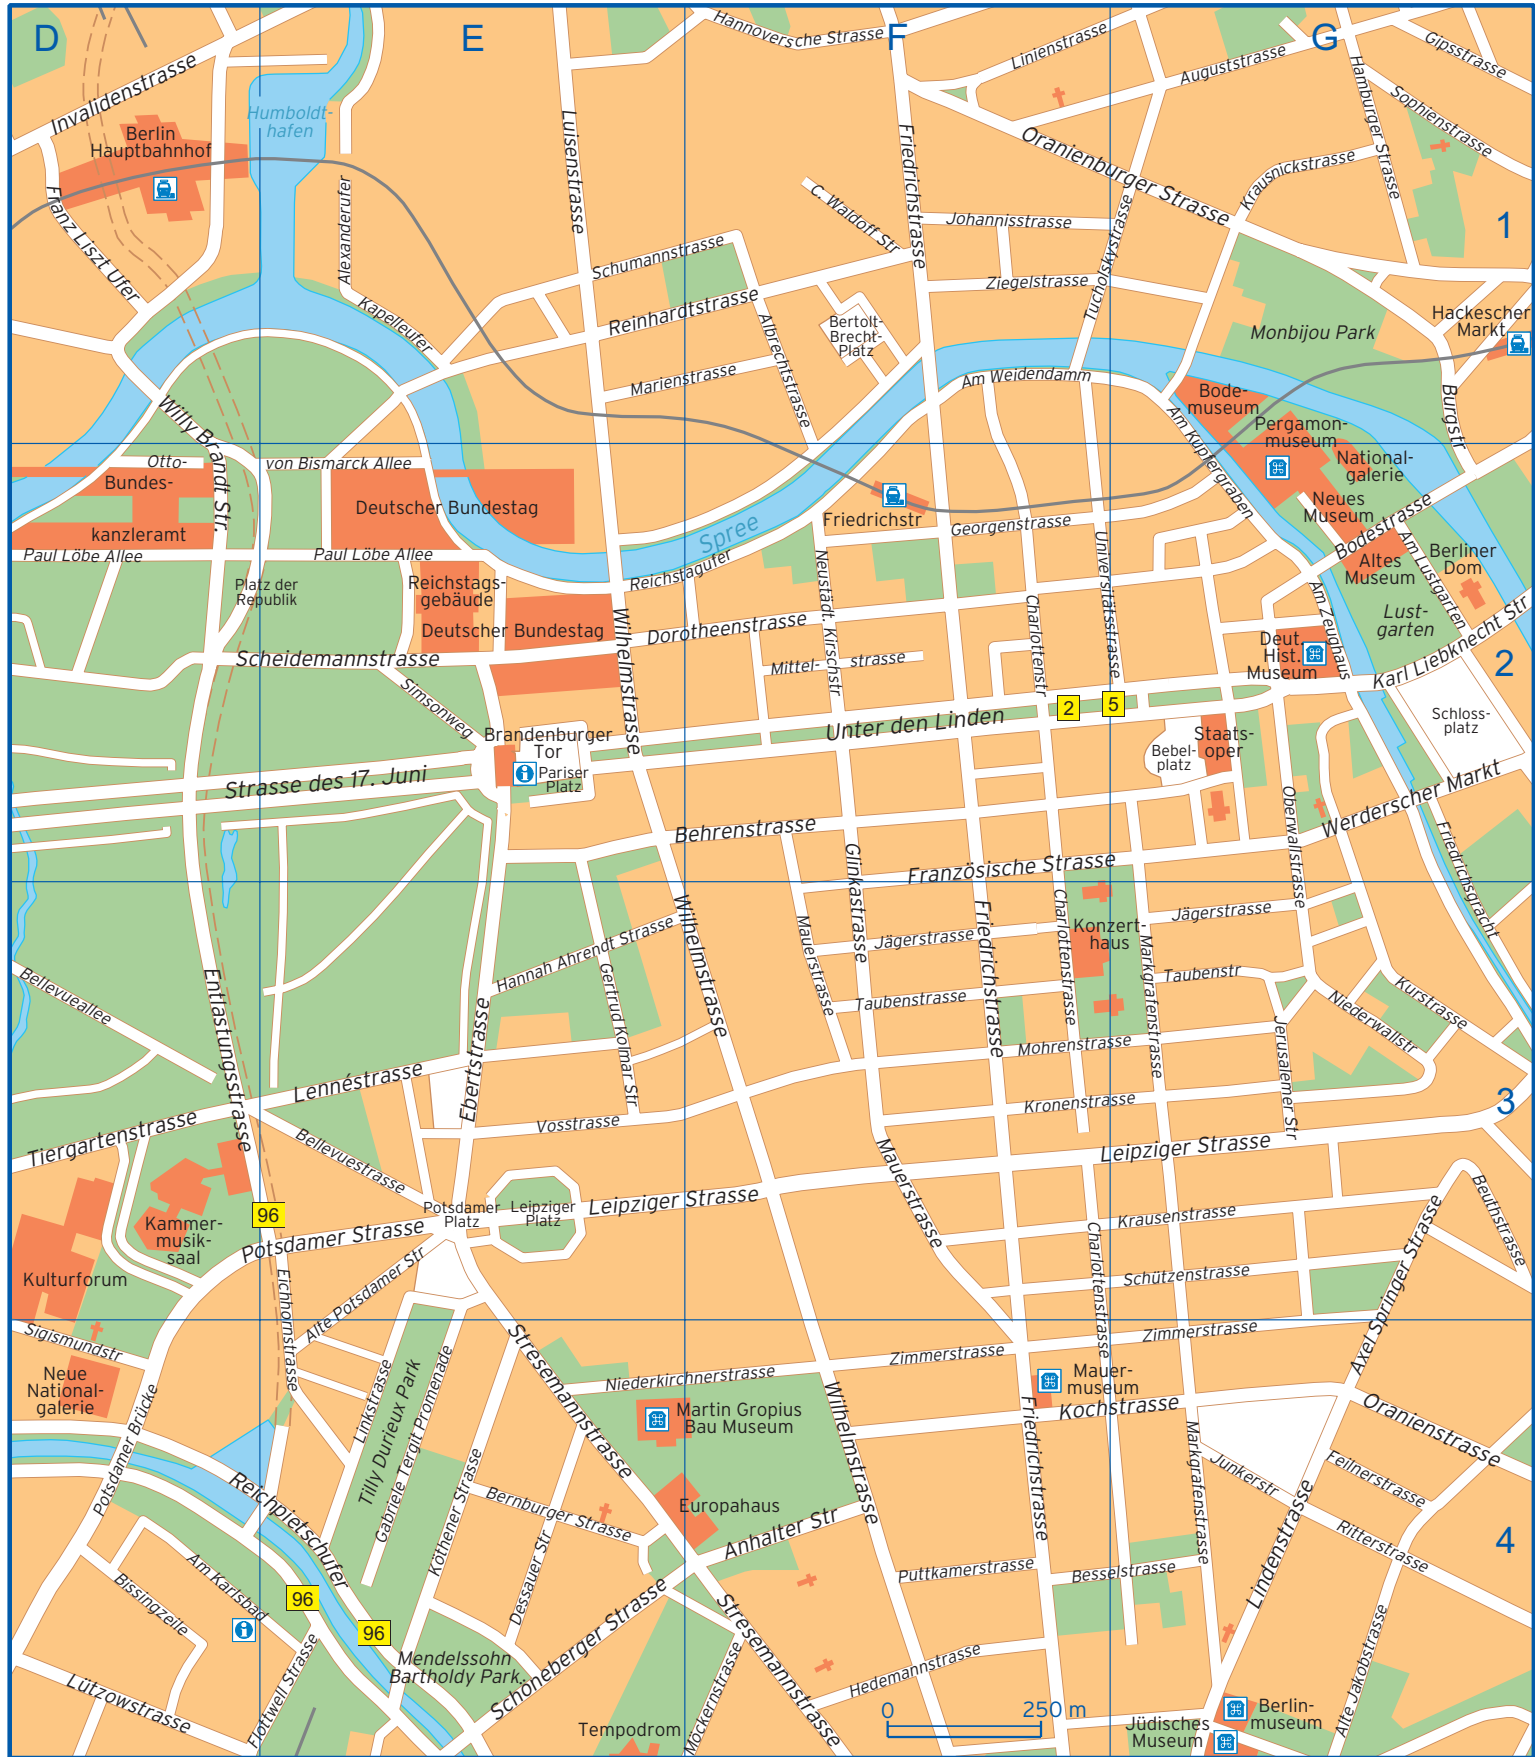 D
E
F
G
1
2
3
4
Hannoversche Strasse
Linienstrasse
Auguststrasse
Gipsstrasse
Sophienstrasse
Hamburger Strasse
Invalidenstrasse
Humboldt-
hafen
Berlin
Hauptbahnhof
Luisenstrasse
Friedrichstrasse
Oranienburger Strasse
Krausnickstrasse
Franz Liszt Ufer
Alexanderufer
C. Waldoff Str
Johannisstrasse
Tucholskystrasse
Schumannstrasse
Ziegelstrasse
Kapelleufer
Reinhardtstrasse
Albrechtstrasse
Bertolt-
Brecht-
Platz
Monbijou Park
Hackescher
Markt
Marienstrasse
Am Weidendamm
Bode-
museum
Burgstr
Willy Brandt Str.
Am Kupfergraben
Pergamon-
museum
Otto-
von Bismarck Allee
National-
galerie
Bundes-
kanzleramt
Deutscher Bundestag
Spree
Friedrichstr
Georgenstrasse
Neues
Museum
Bodestrasse
Paul Löbe Allee
Paul Löbe Allee
Reichstagufer
Neustädt. Kirschstr
Universitätsstrasse
Altes
Museum
Am Lustgarten
Berliner
Dom
Platz der
Republik
Reichstags-
gebäude
Charlottenstr
Am Zeughaus
Lust-
garten
Karl Liebknecht Str
Deutscher Bundestag
Wilhelmstrasse
Dorotheenstrasse
Deut.
Hist.
Museum
Scheidemannstrasse
Mittel-
strasse
Simsonweg
2
5
Unter den Linden
Schloss-
platz
Brandenburger
Tor
Pariser
Platz
Bebel-
platz
Staats-
oper
Strasse des 17. Juni
Werderscher Markt
Oberwallstrasse
Behrenstrasse
Glinkastrasse
Französische Strasse
Friedrichsgracht
Wilhelmstrasse
Mauerstrasse
Jägerstrasse
Friedrichstrasse
Charlottenstrasse
Konzert-
haus
Jägerstrasse
Markgrafenstrasse
Hannah Ahrendt Strasse
Gertrud Kolmar Str
Bellevueallee
Entlastungsstrasse
Ebertstrasse
Taubenstrasse
Taubenstr
Niederwallstr
Kurstrasse
Mohrenstrasse
Jerusalemer Str
Lennéstrasse
Kronenstrasse
Vosstrasse
Tiergartenstrasse
Bellevuestrasse
Leipziger Strasse
Mauerstrasse
Beuthstrasse
Leipziger Strasse
Potsdamer
Platz
Leipziger
Platz
96
Kammer-
musik-
saal
Potsdamer Strasse
Krausenstrasse
Charlottenstrasse
Axel Springer Strasse
Kulturforum
Eichhornstrasse
Alte Potsdamer Str
Schützenstrasse
Sigismundstr
Stresemannstrasse
Zimmerstrasse
Zimmerstrasse
Neue
National-
galerie
Linkstrasse
Tilly Durieux Park
Gabriele Tergit Promenade
Niederkirchnerstrasse
Mauer-
museum
Wilhelmstrasse
Friedrichstrasse
Kochstrasse
Oranienstrasse
Martin Gropius
Bau Museum
Potsdamer Brücke
Markgrafenstrasse
Junkerstr
Feilnerstrasse
Reichpietschufer
Köthener Strasse
Bernburger Strasse
Europahaus
Anhalter Str
Ritterstrasse
Lindenstrasse
Dessauer Str
Am Karlsbad
Bissingzeile
96
96
Puttkamerstrasse
Besselstrasse
Schöneberger Strasse
Stresemannstrasse
Flottwell Strasse
Mendelssohn
Bartholdy Park
Hedemannstrasse
Alte Jakobstrasse
Lützowstrasse
Möckernstrasse
Tempodrom
0
250 m
Berlin-
museum
Jüdisches
Museum